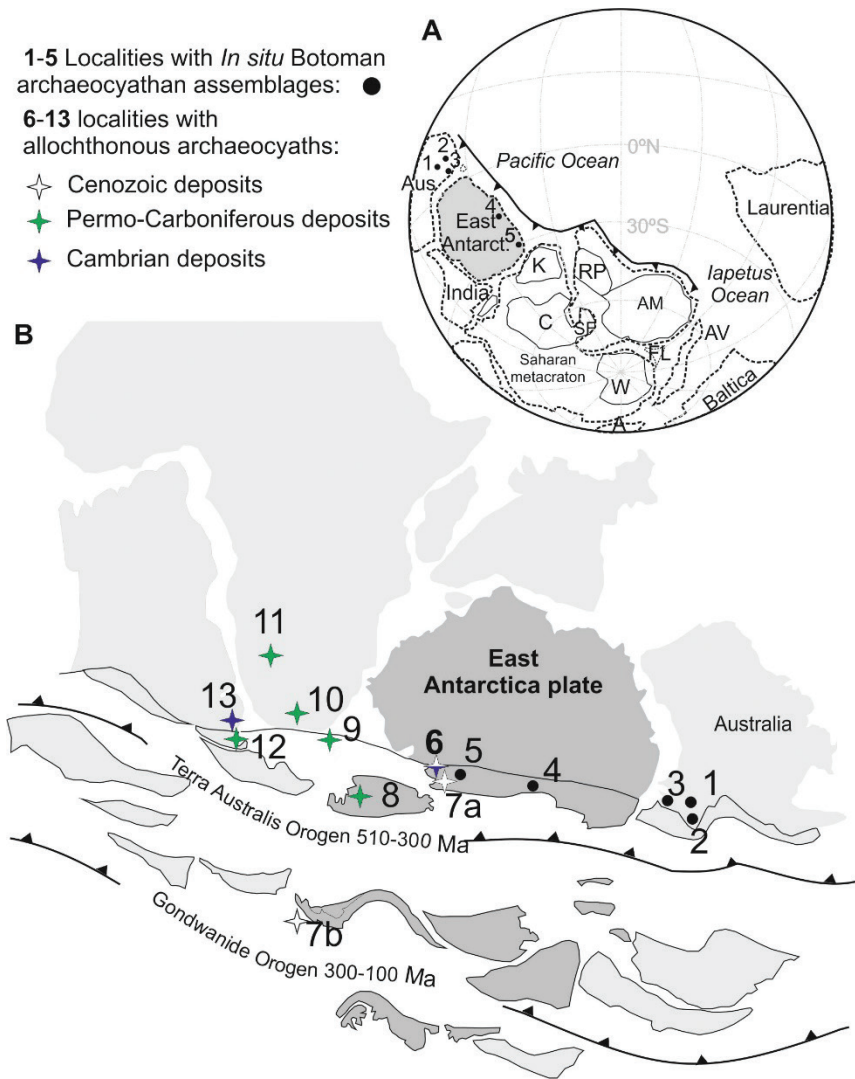 1-5 Localities with In situ Botoman
archaeocyathan assemblages:
6-13 localities with
allochthonous archaeocyaths:
Cenozoic deposits
Permo-Carboniferous deposits
Cambrian deposits
A
Pacific Ocean
0ºN
2
1
3
Aus
4
East
Antarct
5
30ºS
Laurentia
K
RP
Iapetus
Ocean
India
C
SF
AM
AV
Saharan
metacraton
FL
W
Baltica
A
B
11
East
Antarctica plate
13
10
9
Australia
12
6
5
4
3
1
8
7a
2
Terra Australis Orogen 510-300 Ma
7b
Gondwanide Orogen 300-100 Ma